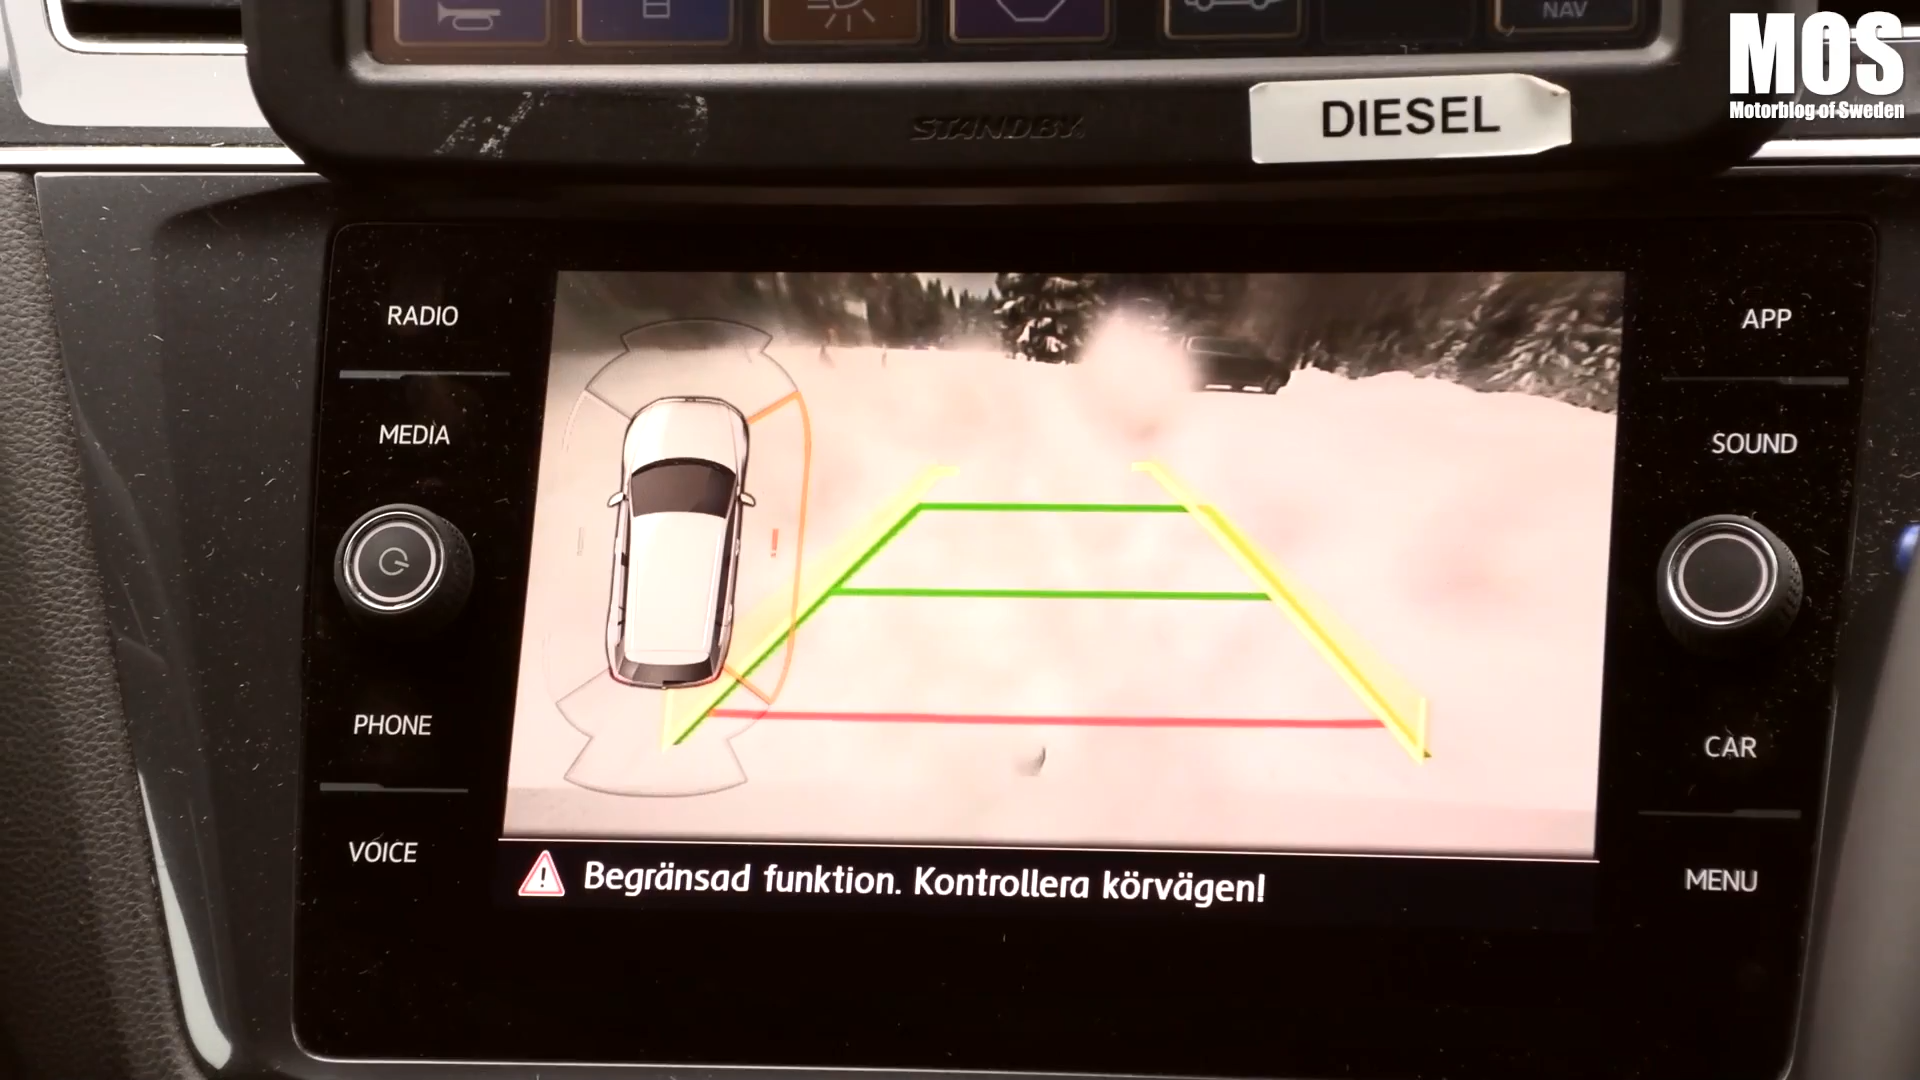 NAV
MOS
Motorblog of Sweden
STANDBY
DIESEL
RADIO
APP
MEDIA
SOUND
PHONE
CAR
VOICE
MENU
Begränsad funktion. Kontrollera körvägen!